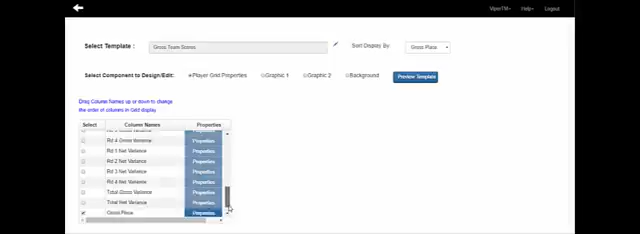 ViperTM Help Logout
Select Template : Gross Team Scores Sort Display By: Gross Place
Select Component to Design/Edit: Player Grid Properties Graphic 1 Graphic 2 Background Preview Template
Drag Column Names up or down to change
the order of columns in Grid display
Select Column Names Properties
Properties
Rd 4 Gross Variance Properties
Rd 1 Net Variance Properties
Rd 2 Net Variance Properties
Rd 3 Net Variance Properties
Rd 4 Net Variance Properties
Total Gross Variance Properties
Total Net Variance Properties
Gross Place Properties